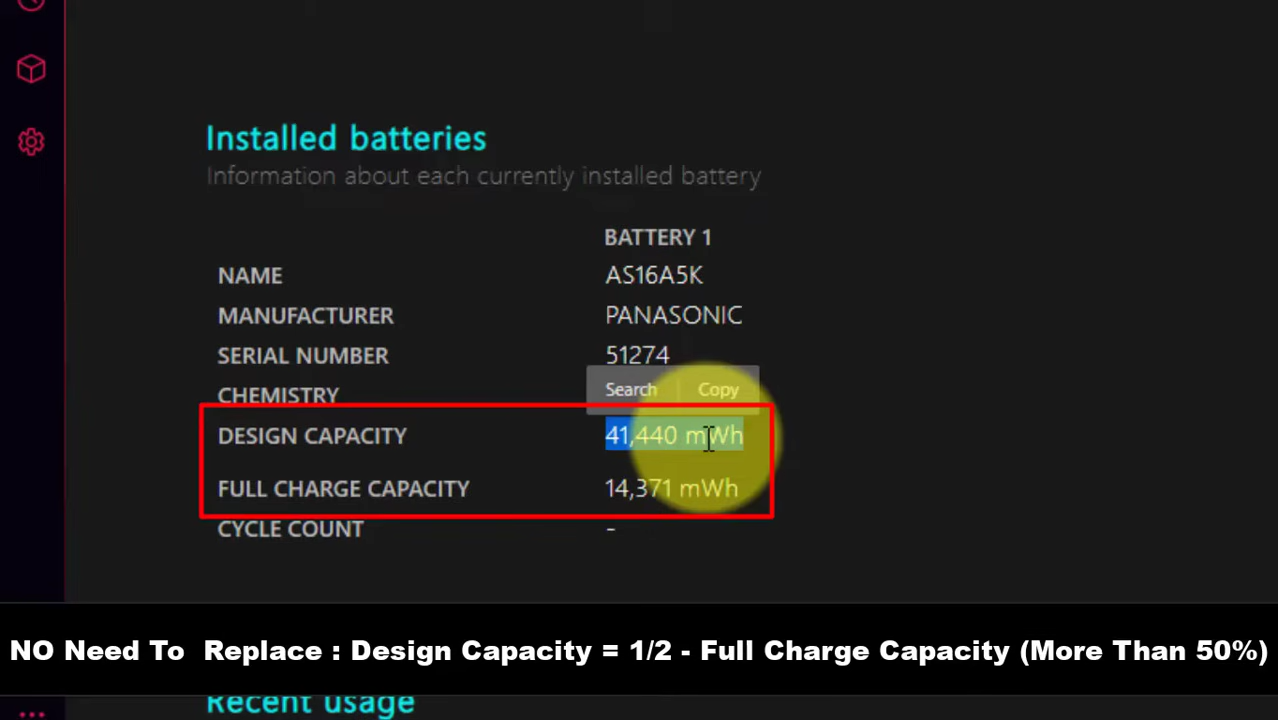 Installed batteries
Information about each currently installed battery
BATTERY 1
NAME AS16A5K
MANUFACTURER PANASONIC
SERIAL NUMBER 51274
Search Copy
CHEMISTRY
DESIGN CAPACITY 41,440 mWh
FULL CHARGE CAPACITY 14,371 mWh
CYCLE COUNT -
NO Need To Replace : Design Capacity = 1/2 - Full Charge Capacity (More Than 50%)
Recent usage